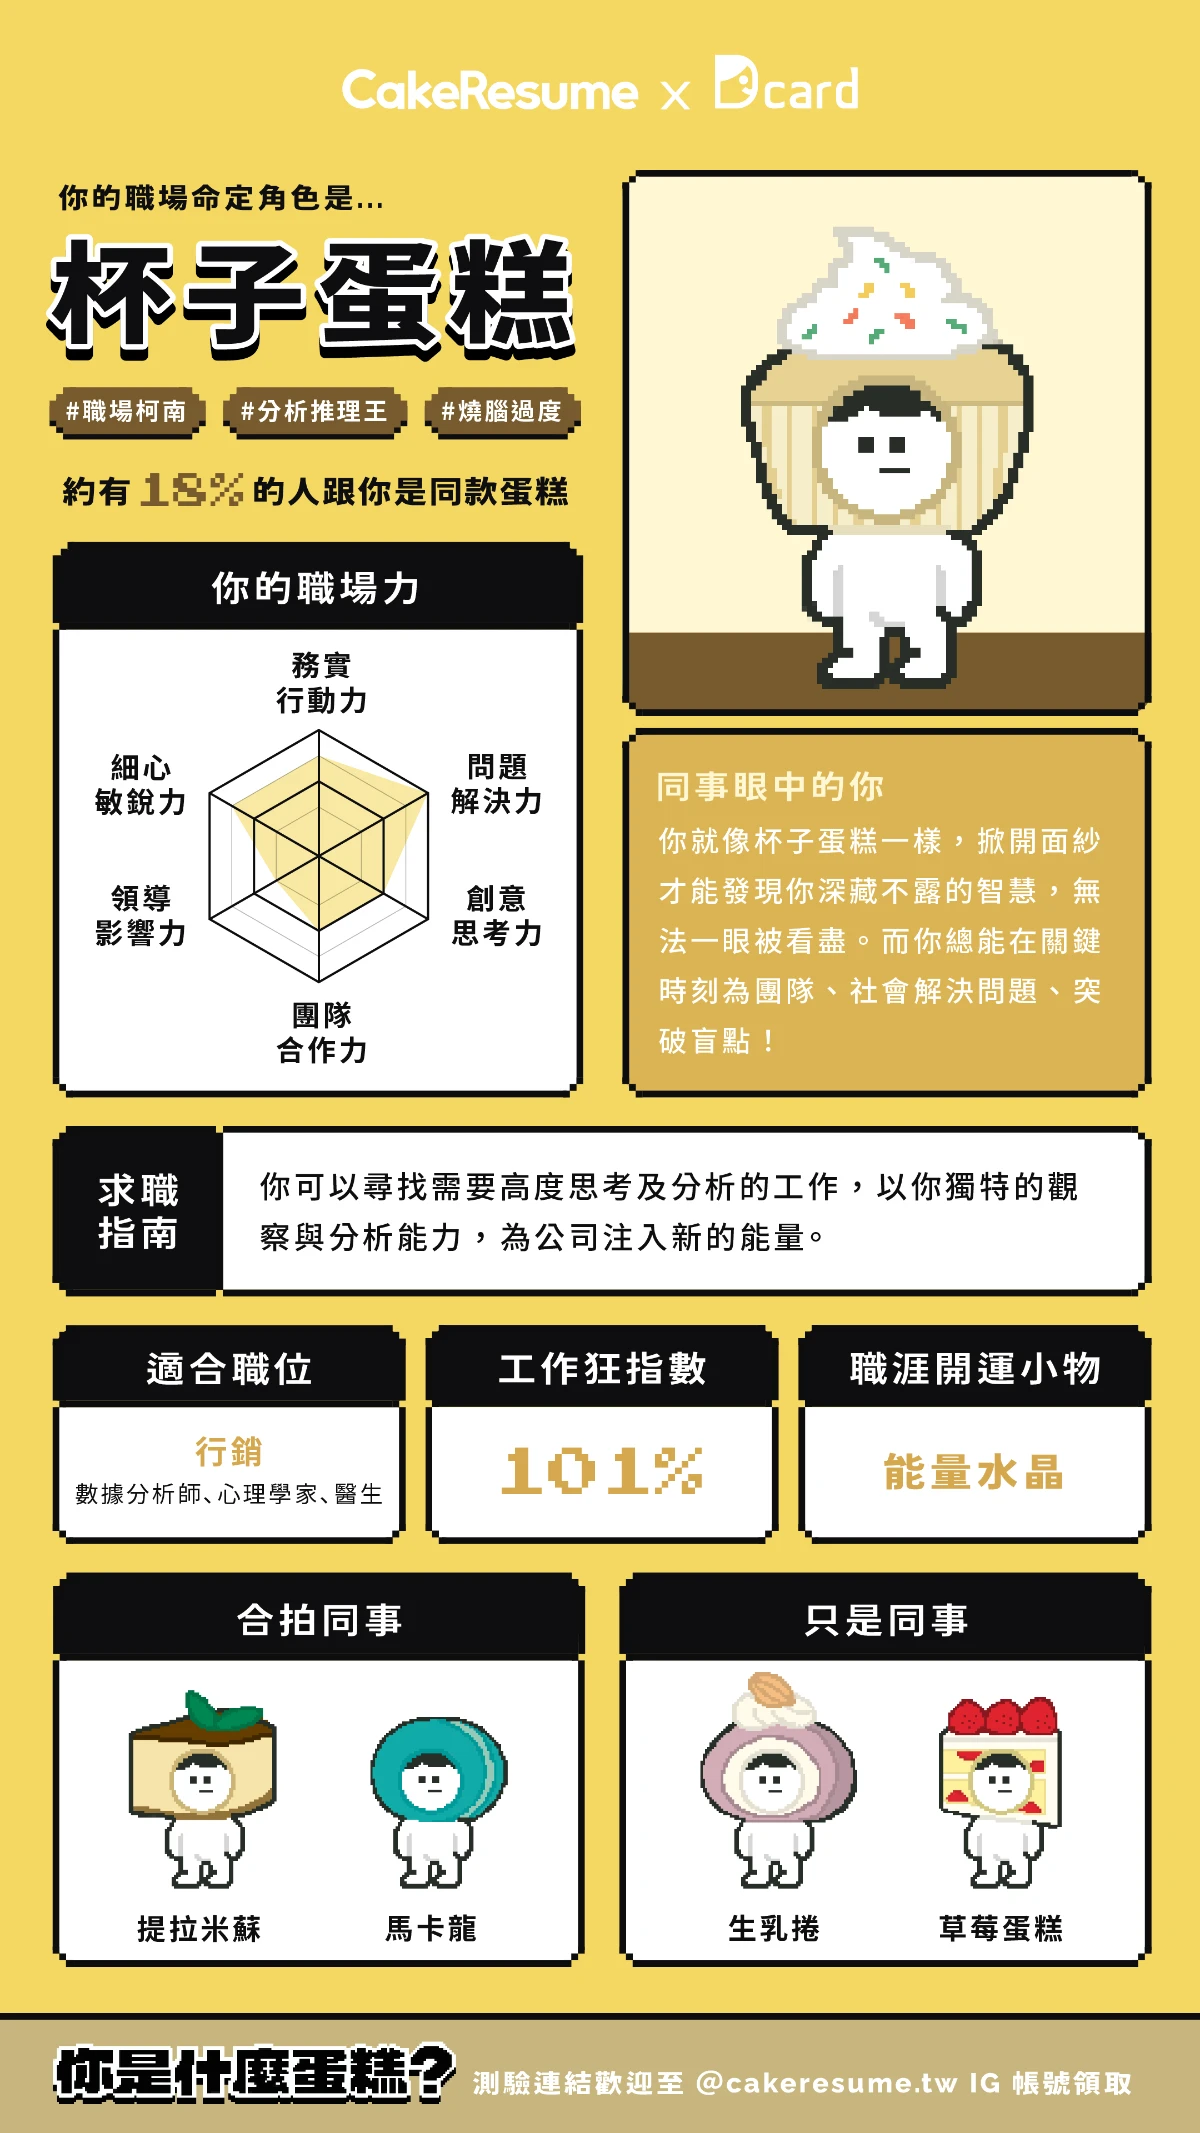 CakeResume x Dcard
你的職場命定角色是...
杯子蛋糕
#職場柯南 #分析推理王 #燒腦過度
約有 18% 的人跟你是同款蛋糕
你的職場力
務實
行動力
細心
敏銳力
問題
解決力
領導
影響力
創意
思考力
團隊
合作力
同事眼中的你
你就像杯子蛋糕一樣，掀開面紗
才能發現你深藏不露的智慧，無
法一眼被看盡。而你總能在關鍵
時刻為團隊、社會解決問題、突
破盲點！
求職
指南
你可以尋找需要高度思考及分析的工作，以你獨特的觀
察與分析能力，為公司注入新的能量。
適合職位
行銷
數據分析師、心理學家、醫生
工作狂指數
101%
職涯開運小物
能量水晶
合拍同事
提拉米蘇 馬卡龍
只是同事
生乳捲 草莓蛋糕
你是什麼蛋糕？ 測驗連結歡迎至 @cakeresume.tw IG 帳號領取